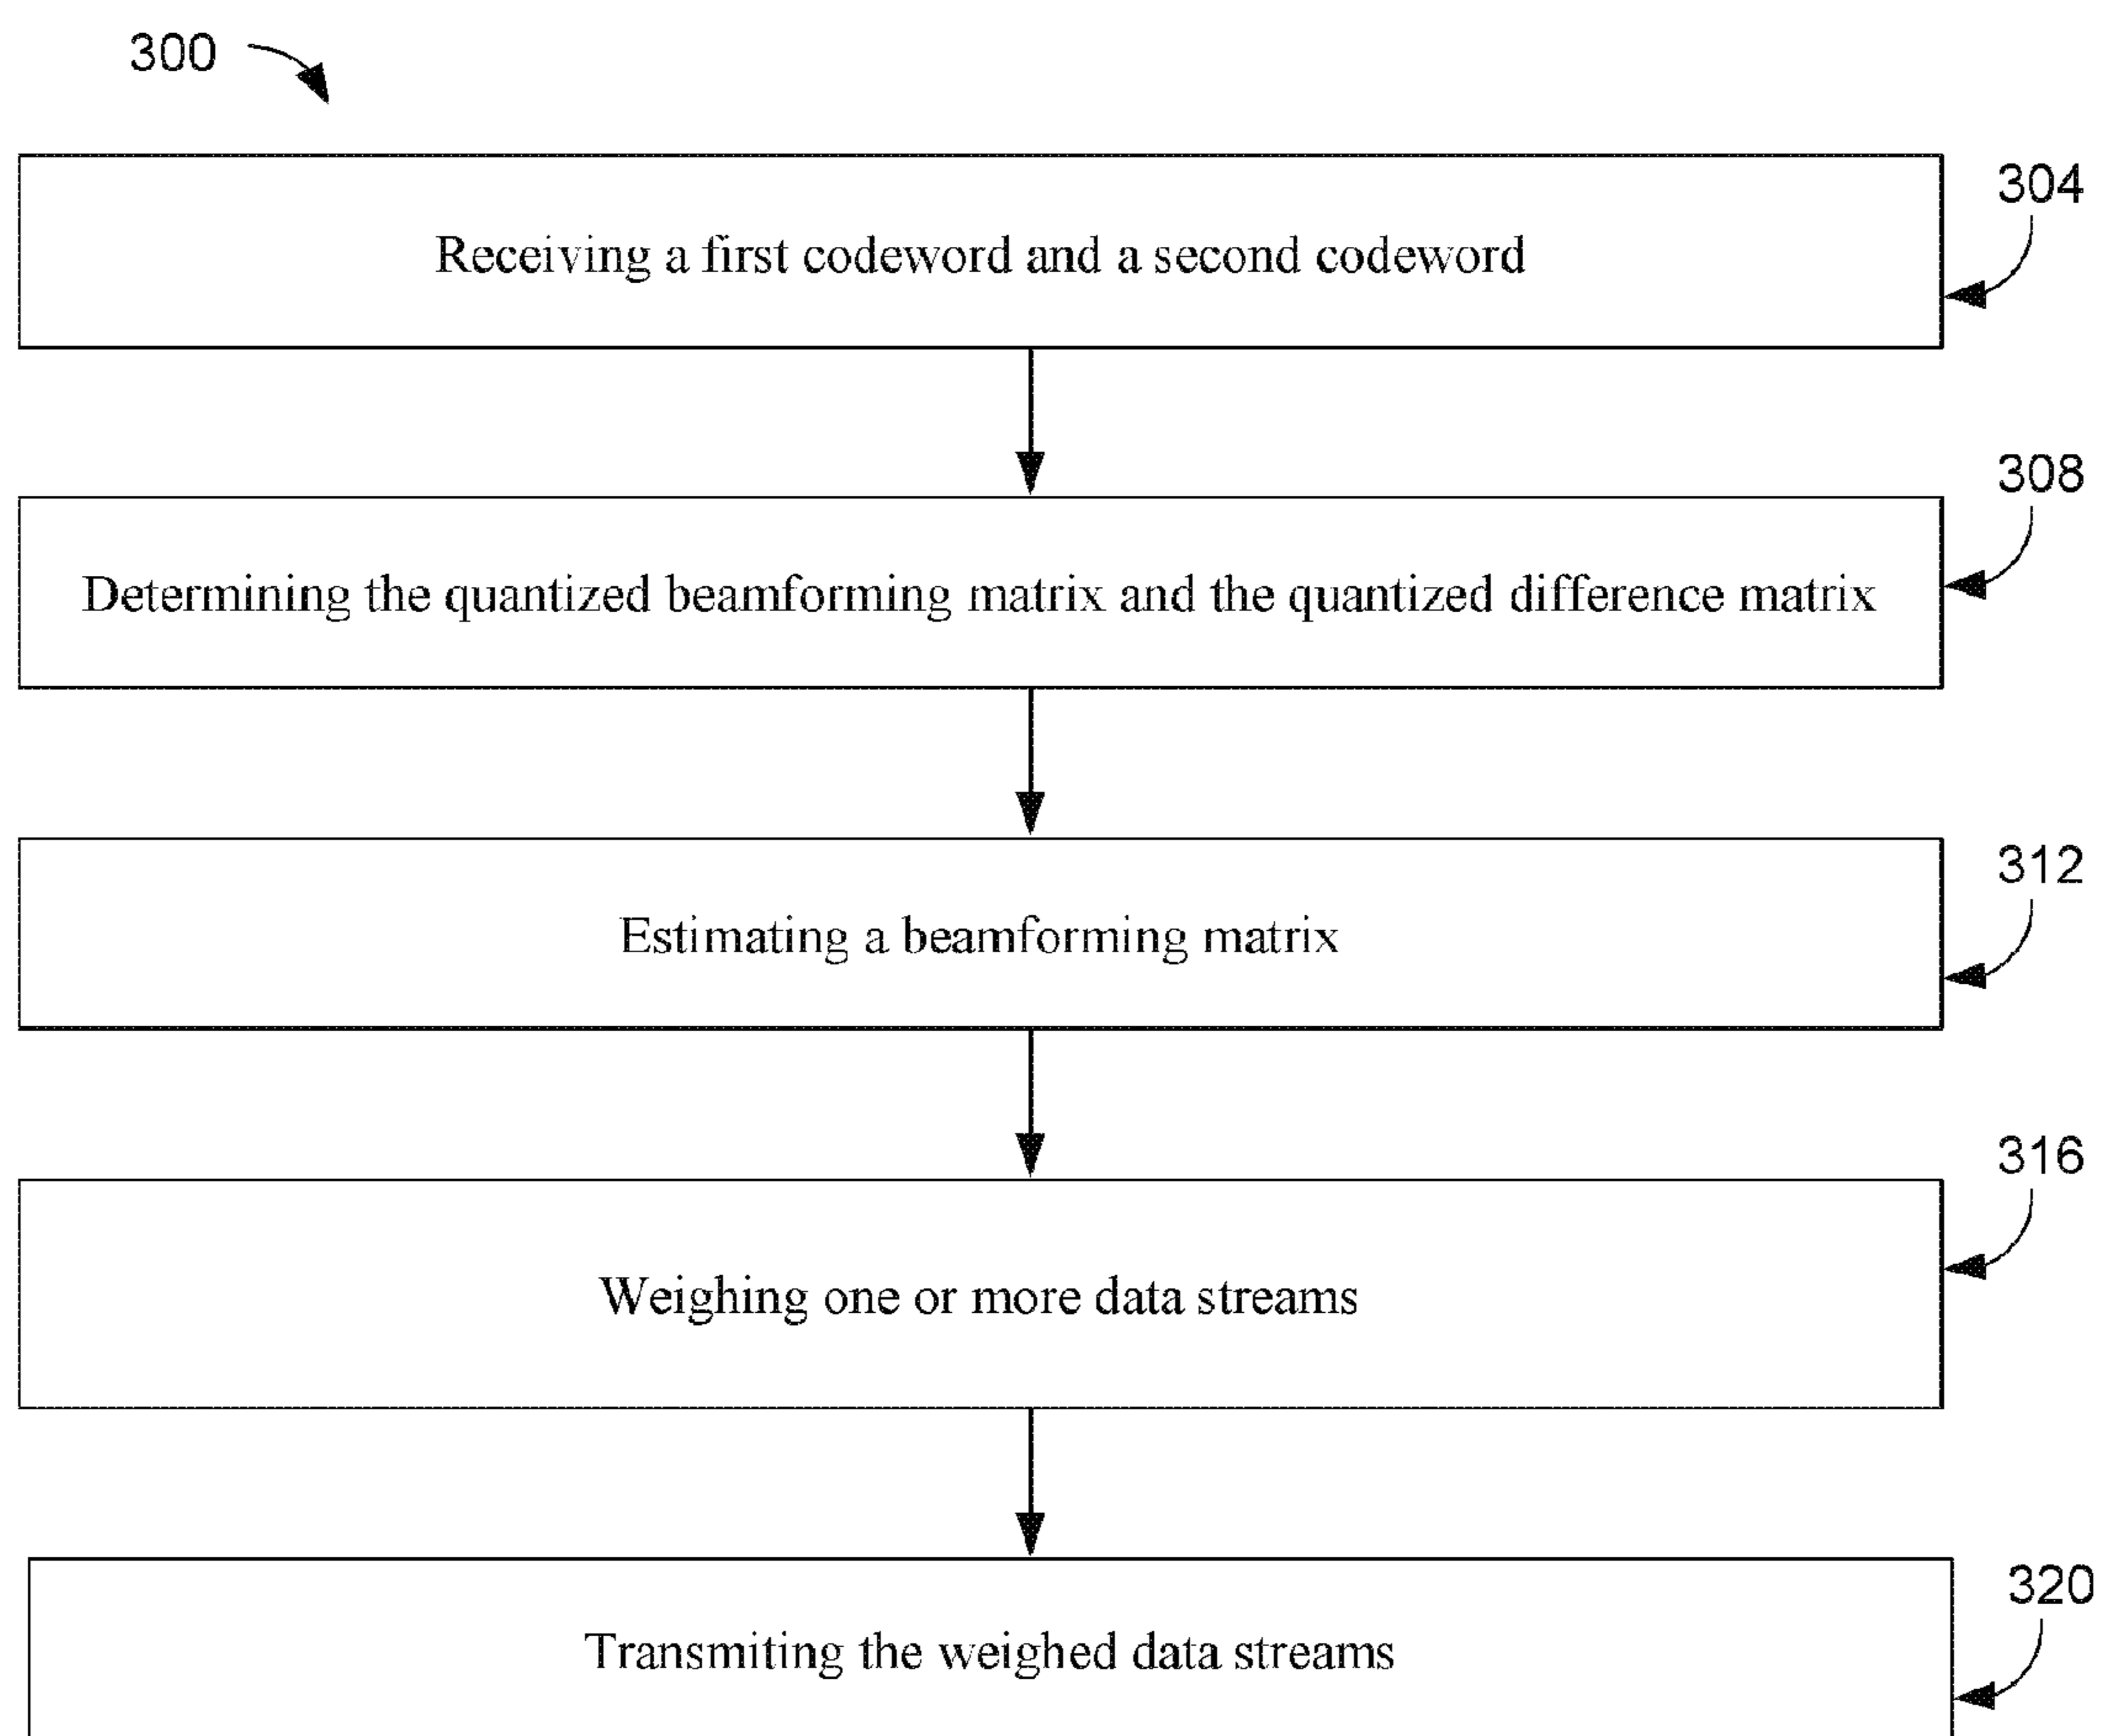 300
304
Receiving a first codeword and a second codeword
308
Determining the quantized beamforming matrix and the quantized difference matrix
312
Estimating a beamforming matrix
316
Weighing one or more data streams
320
Transmiting the weighed data streams